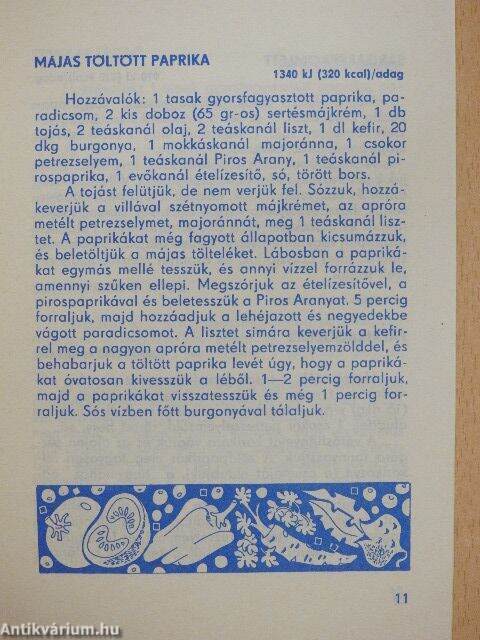 MÁJAS TÖLTÖTT PAPRIKA
1340 kJ (320 kcal)/adag
Hozzávalók: 1 tasak gyorsfagyasztott paprika, pa-
radicsom, 2 kis doboz (65 gr-os) sertésmájkrém, 1 db
tojás, 2 teáskanál olaj, 2 teáskanál liszt, 1 dl kefir, 20
dkg burgonya, 1 mokkáskanál majoránna, 1 csokor
petrezselyem, 1 teáskanál Piros Arany, 1 teáskanál pi-
rospaprika, 1 evőkanál ételízesítő, só, törött bors.
A tojást felütjük, de nem verjük fel. Sózzuk, hozzá-
keverjük a villával szétnyomott májkrémet, az apróra
metélt petrezselymet, majoránnát, meg 1 teáskanál lisz-
tet. A paprikákat még fagyott állapotban kicsumázzuk,
és beletöltjük a májas tölteléket. Lábosban a papriká-
kat egymás mellé tesszük, és annyi vízzel forrázzuk le,
amennyi szűken ellepi. Megszórjuk az ételízesítővel, a
pirospaprikával és beletesszük a Piros Aranyat. 5 percig
forraljuk, majd hozzáadjuk a lehéjazott és negyedekbe
vágott paradicsomot. A lisztet simára keverjük a kefir-
rel meg a nagyon apróra metélt petrezselyemzölddel, és
behabarjuk a töltött paprika levét úgy, hogy a papriká-
kat óvatosan kivesszük a léből. 1—2 percig forraljuk,
majd a paprikákat visszatesszük és még 1 percig for-
raljuk. Sós vízben főtt burgonyával tálaljuk.
11
Antikvárium.hu